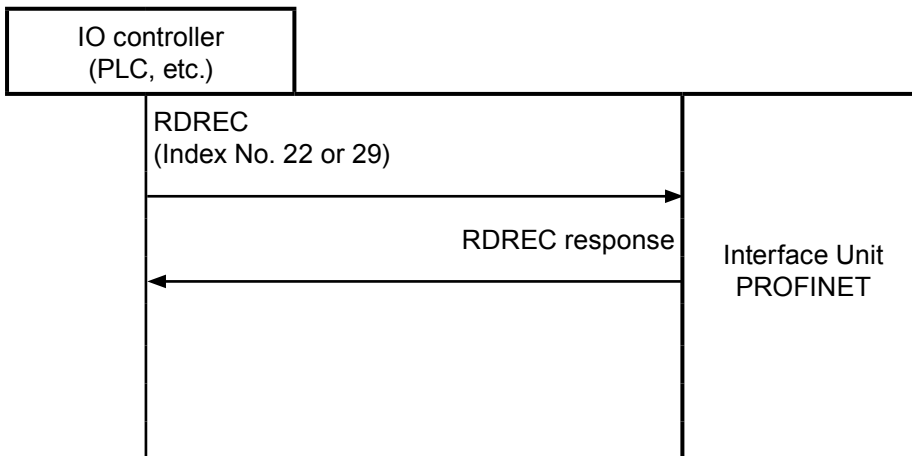 IO controller
(PLC, etc.)
RDREC
(Index No. 22 or 29)
RDREC response
Interface Unit
PROFINET